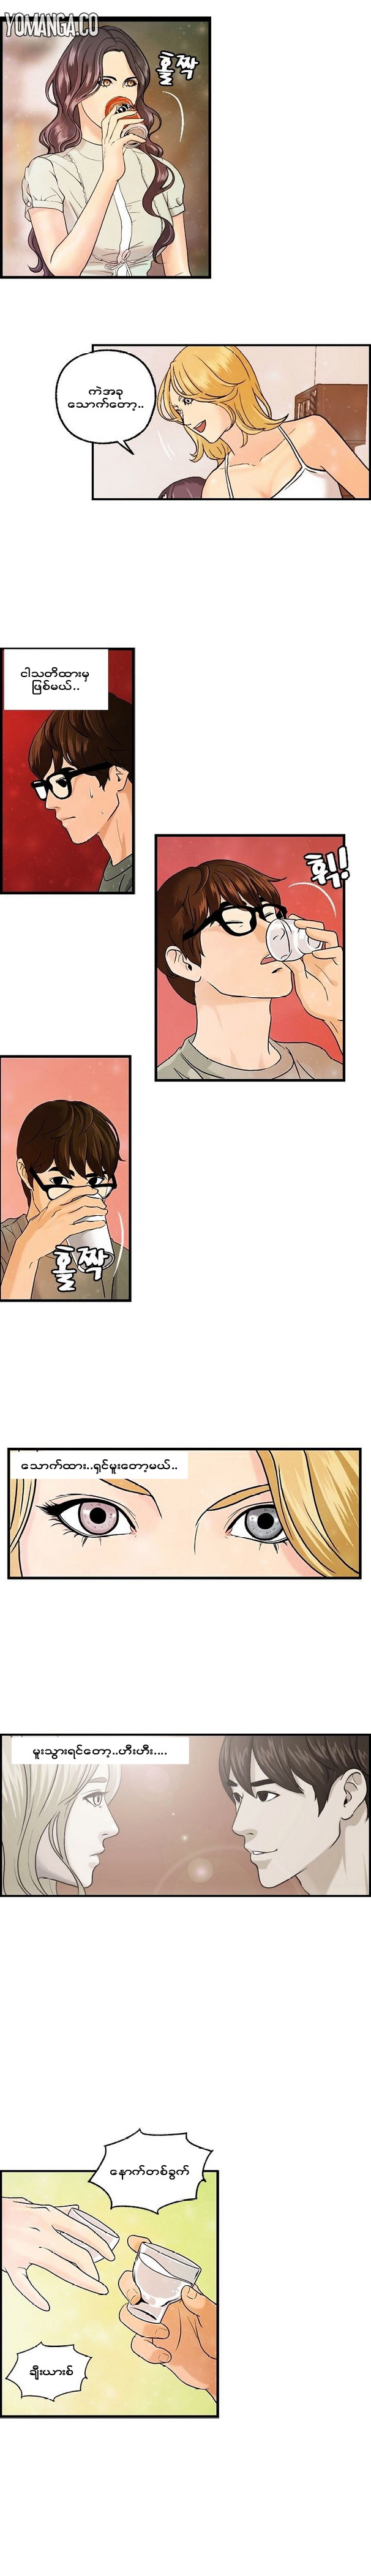 YOMANGA.CO
홀짝
ကဲအခု
သောက်တော့..
ငါသတိထားမှ
ဖြစ်မယ်..
휙!
홀짝
သောက်ထား..ရှင်မူးတော့မယ်..
မူးသွားရင်တော့..ဟီးဟီး....
နောက်တစ်ခွက်
ချီးယားစ်